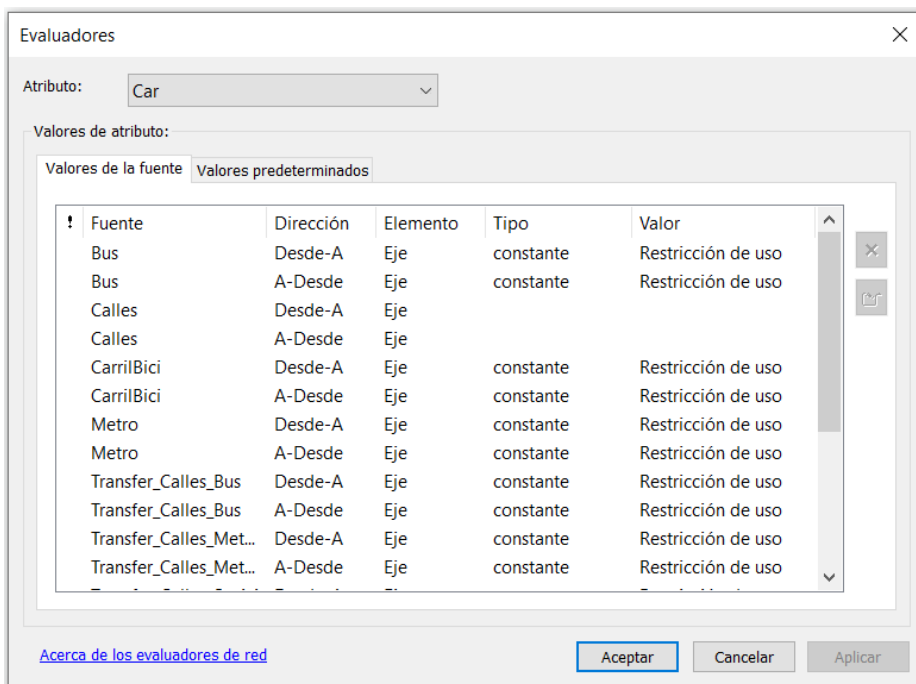 Evaluadores
Atributo: Car
Valores de atributo:
Valores de la fuente Valores predeterminados
! Fuente Dirección Elemento Tipo Valor
Bus Desde-A Eje constante Restricción de uso
Bus A-Desde Eje constante Restricción de uso
Calles Desde-A Eje
Calles A-Desde Eje
CarrilBici Desde-A Eje constante Restricción de uso
CarrilBici A-Desde Eje constante Restricción de uso
Metro Desde-A Eje constante Restricción de uso
Metro A-Desde Eje constante Restricción de uso
Transfer_Calles_Bus Desde-A Eje constante Restricción de uso
Transfer_Calles_Bus A-Desde Eje constante Restricción de uso
Transfer_Calles_Met... Desde-A Eje constante Restricción de uso
Transfer_Calles_Met... A-Desde Eje constante Restricción de uso
Acerca de los evaluadores de red Aceptar Cancelar Aplicar